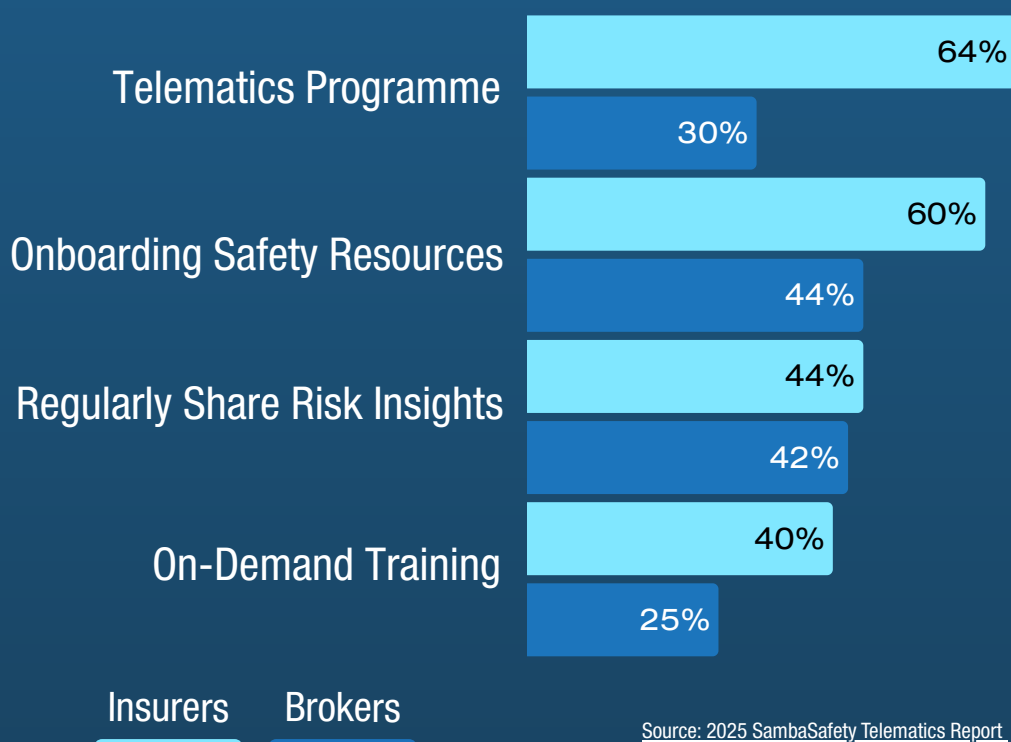 64%
Telematics Programme
30%
60%
Onboarding Safety Resources
44%
44%
Regularly Share Risk Insights
42%
40%
On-Demand Training
25%
Insurers Brokers
Source: 2025 SambaSafety Telematics Report